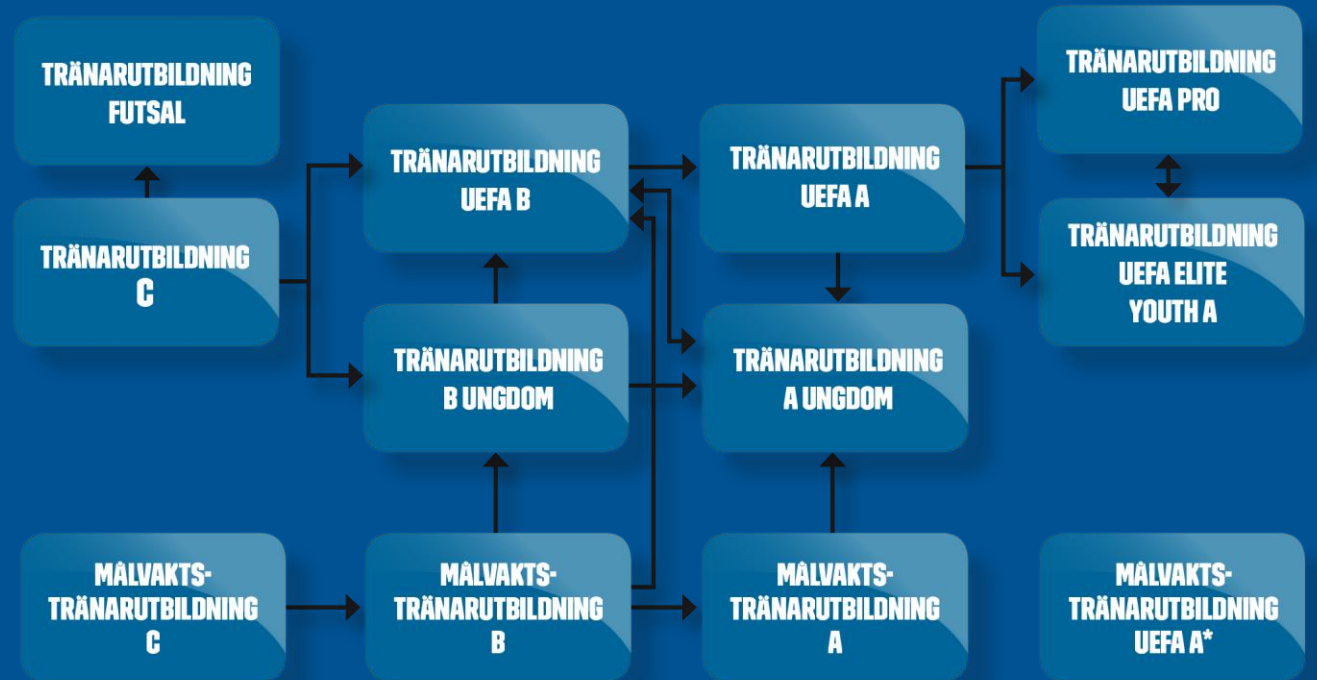 TRÄNARUTBILDNING
FUTSAL
TRÄNARUTBILDNING
C
TRÄNARUTBILDNING
UEFA B
TRÄNARUTBILDNING
B UNGDOM
TRÄNARUTBILDNING
UEFA A
TRÄNARUTBILDNING
A UNGDOM
TRÄNARUTBILDNING
UEFA PRO
TRÄNARUTBILDNING
UEFA ELITE
YOUTH A
MÅLVAKTS-
TRÄNARUTBILDNING
C
MÅLVAKTS-
TRÄNARUTBILDNING
B
MÅLVAKTS-
TRÄNARUTBILDNING
A
MÅLVAKTS-
TRÄNARUTBILDNING
UEFA A*